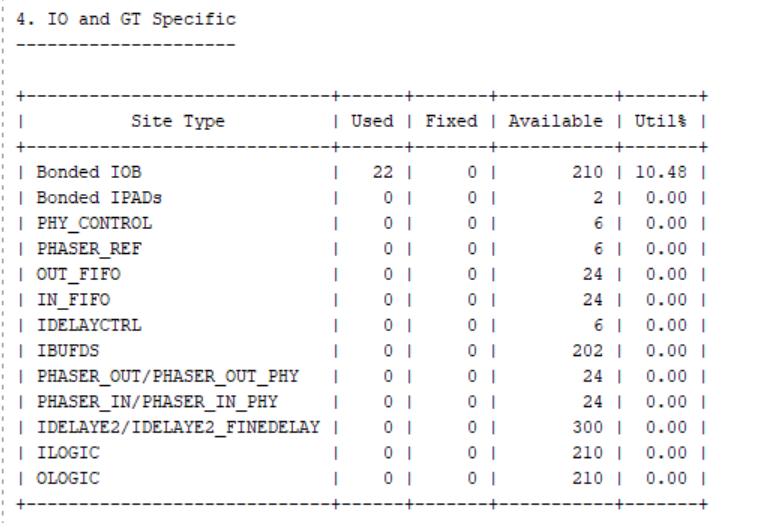 4. IO and GT Specific
---------------------
+-----------------------------+------+-------+-----------+-------+
|          Site Type          | Used | Fixed | Available | Util% |
+-----------------------------+------+-------+-----------+-------+
| Bonded IOB                  |   22 |     0 |       210 | 10.48 |
| Bonded IPADs                |    0 |     0 |         2 |  0.00 |
| PHY_CONTROL                 |    0 |     0 |         6 |  0.00 |
| PHASER_REF                  |    0 |     0 |         6 |  0.00 |
| OUT_FIFO                    |    0 |     0 |        24 |  0.00 |
| IN_FIFO                     |    0 |     0 |        24 |  0.00 |
| IDELAYCTRL                  |    0 |     0 |         6 |  0.00 |
| IBUFDS                      |    0 |     0 |       202 |  0.00 |
| PHASER_OUT/PHASER_OUT_PHY   |    0 |     0 |        24 |  0.00 |
| PHASER_IN/PHASER_IN_PHY     |    0 |     0 |        24 |  0.00 |
| IDELAYE2/IDELAYE2_FINEDELAY |    0 |     0 |       300 |  0.00 |
| ILOGIC                      |    0 |     0 |       210 |  0.00 |
| OLOGIC                      |    0 |     0 |       210 |  0.00 |
+-----------------------------+------+-------+-----------+-------+